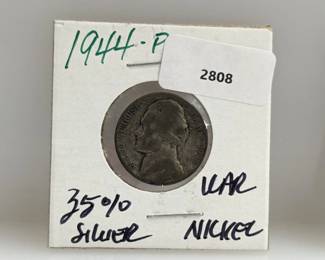 1944-P
2808
35% WAR
SILVER NICKEL